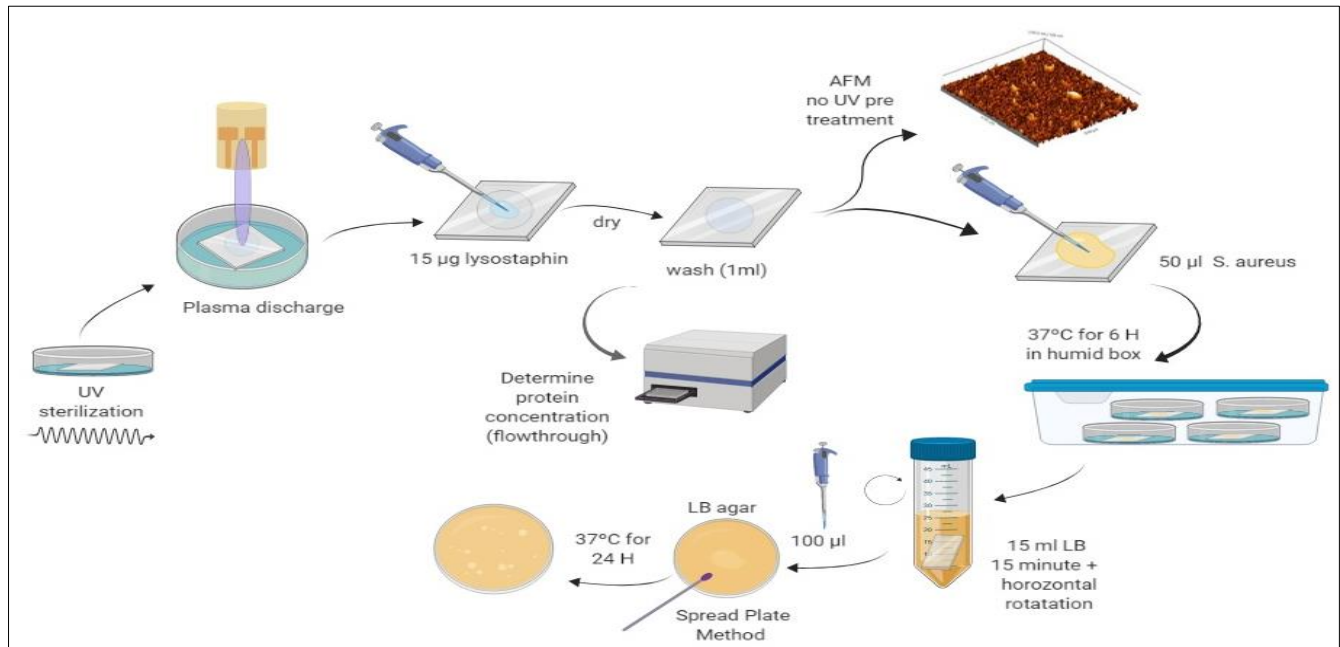 UV
sterilization
Plasma discharge
15 µg lysostaphin
dry
wash (1ml)
Determine
protein
concentration
(flowthrough)
AFM
no UV pre
treatment
50 µl S. aureus
37°C for 6 H
in humid box
15 ml LB
15 minute +
horozontal
rotatation
100 µl
LB agar
Spread Plate
Method
37°C for
24 H